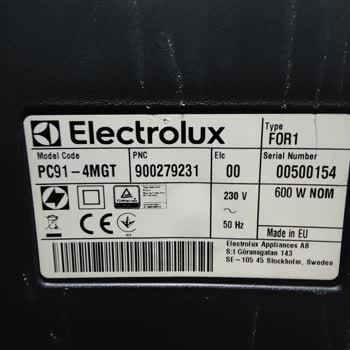 Electrolux
Type
FOR1
Model Code PNC Elc Serial Number
PC91-4MGT 900279231 00 00500154
230 V
50 Hz
600 W NOM
Made in EU
Electrolux Appliances AB
S:t Göransgatan 143
SE - 105 45 Stockholm, Sweden